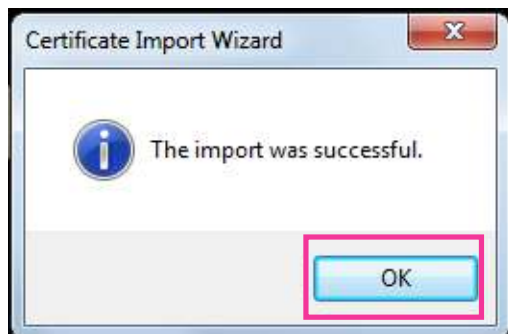 Certificate Import Wizard
The import was successful.
OK